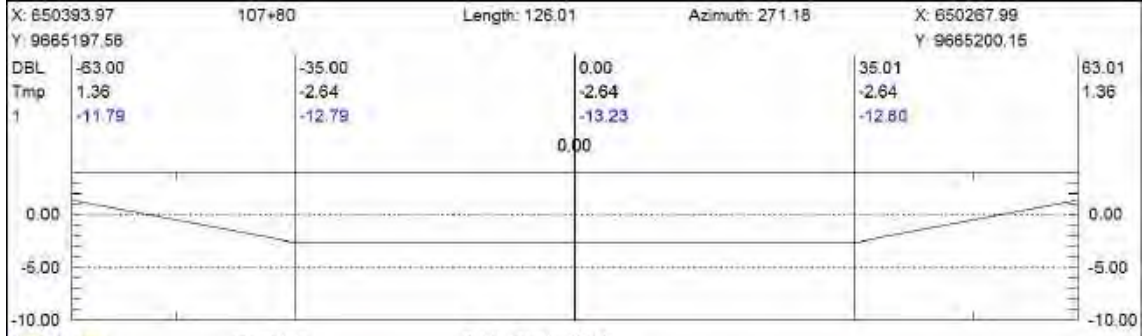 X: 650393.97 107+80 Length: 126.01 Azimuth: 271.18 X: 650267.99
Y: 9665197.56 Y: 9665200.15
DBL -63.00 -35.00 0.00 35.01 63.01
Tmp 1.36 -2.64 -2.64 -2.64 1.36
1 -11.79 -12.79 -13.23 -12.80
0.00
0.00 0.00
-5.00 -5.00
-10.00 -10.00